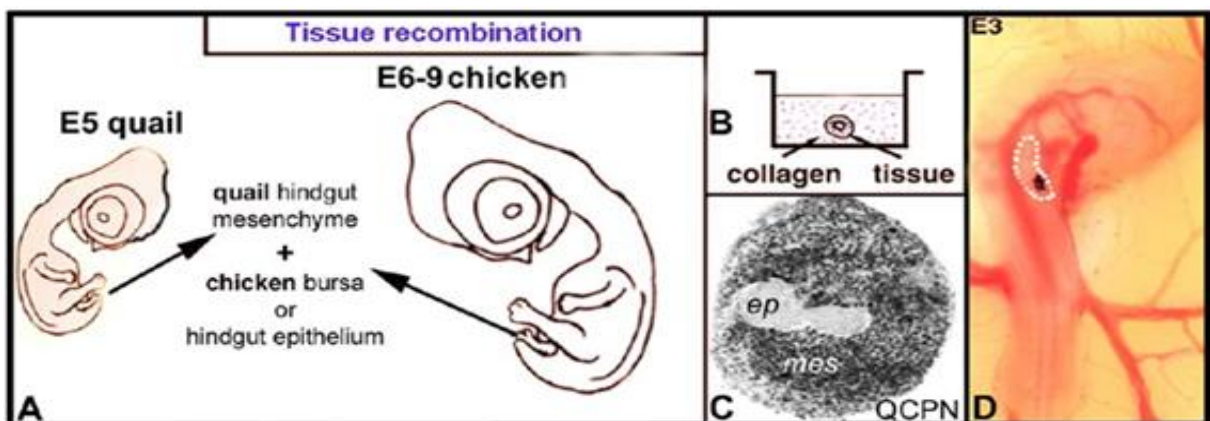 Tissue recombination
E6-9 chicken
E5 quail
quail hindgut
mesenchyme
+
chicken bursa
or
hindgut epithelium
A
B
collagen tissue
ep
mes
C
QCPN
E3
D